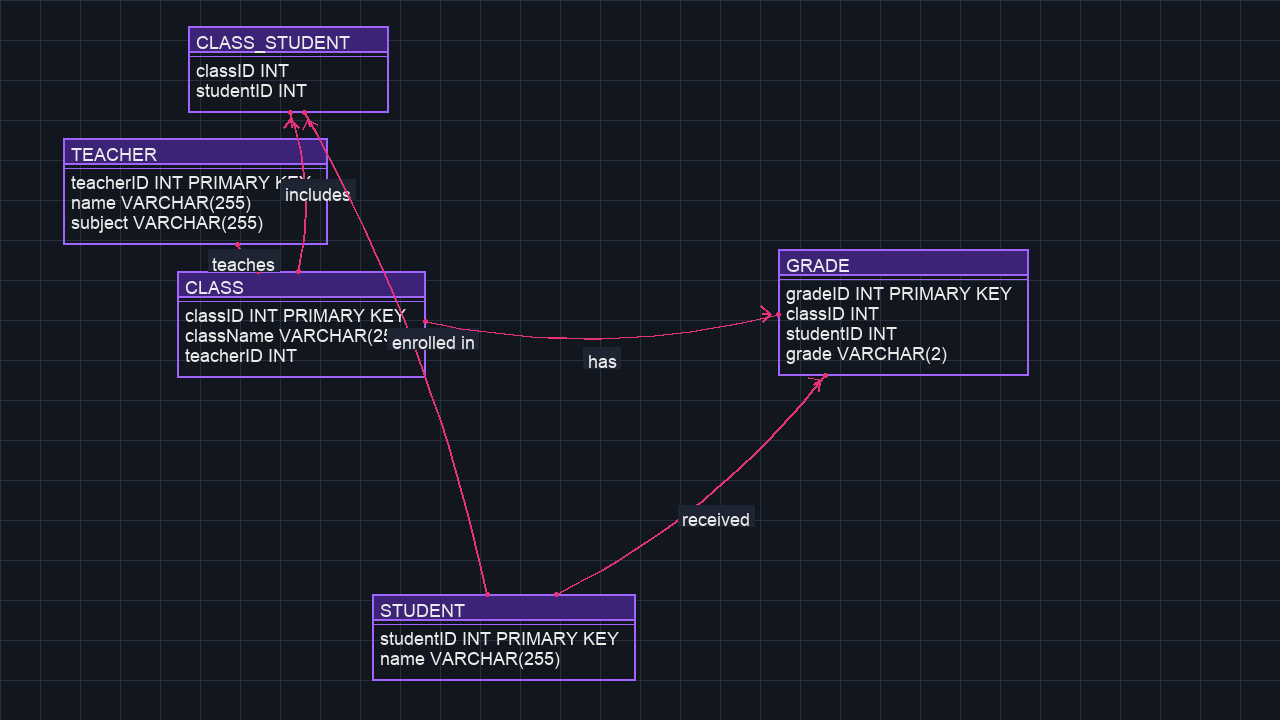 CLASS_STUDENT
classID INT
studentID INT
TEACHER
teacherID INT PRIMARY KEY
name VARCHAR(255)
subject VARCHAR(255)
includes
teaches
CLASS
classID INT PRIMARY KEY
className VARCHAR(25
teacherID INT
enrolled in
has
GRADE
gradeID INT PRIMARY KEY
classID INT
studentID INT
grade VARCHAR(2)
received
STUDENT
studentID INT PRIMARY KEY
name VARCHAR(255)